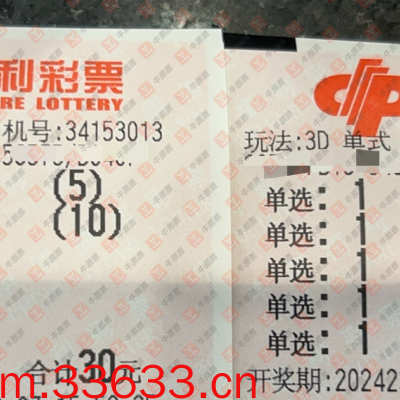 利彩票
RE LOTTERY
机号:34153013
(5)
(10)
合计30元
玩法:3D 单式
单选: 1
单选: 1
单选: 1
单选: 1
单选: 1
开奖期:20242
m.33633.cn